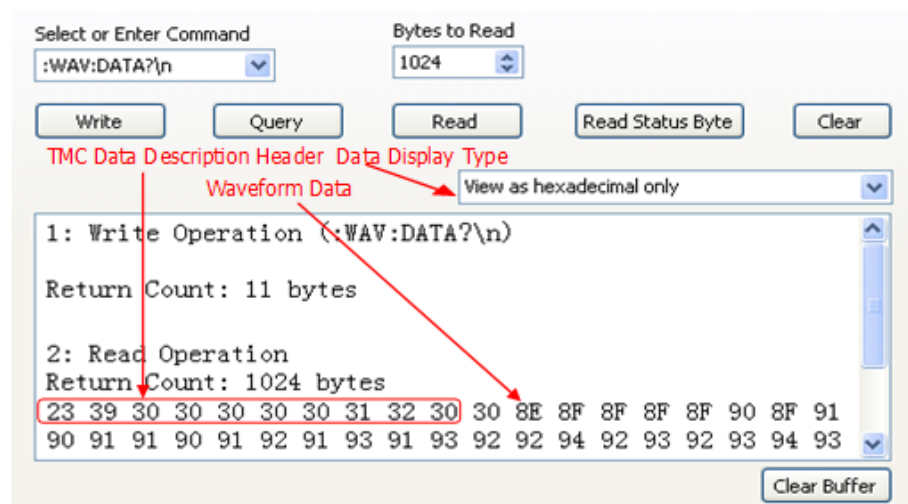 Select or Enter Command Bytes to Read
:WAV:DATA?\n 1024
Write Query Read Read Status Byte Clear
TMC Data Description Header Data Display Type
Waveform Data View as hexadecimal only
1: Write Operation (:WAV:DATA?\n)
Return Count: 11 bytes
2: Read Operation
Return Count: 1024 bytes
23 39 30 30 30 30 30 31 32 30 30 8E 8F 8F 8F 8F 90 8F 91
90 91 91 90 91 92 91 93 91 93 92 92 94 92 93 92 93 94 93
Clear Buffer